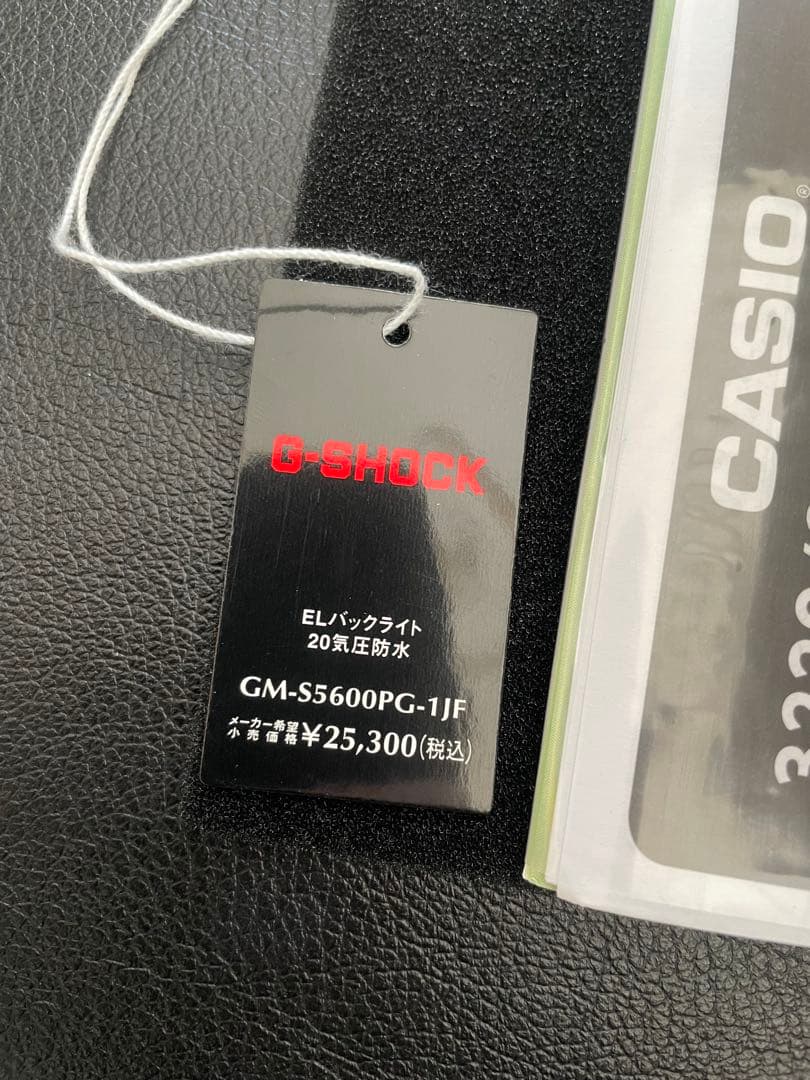 G-SHOCK
ELバックライト
20気圧防水
GM-S5600PG-1JF
メーカー希望
小売価格 ¥25,300(税込)
CASIO®